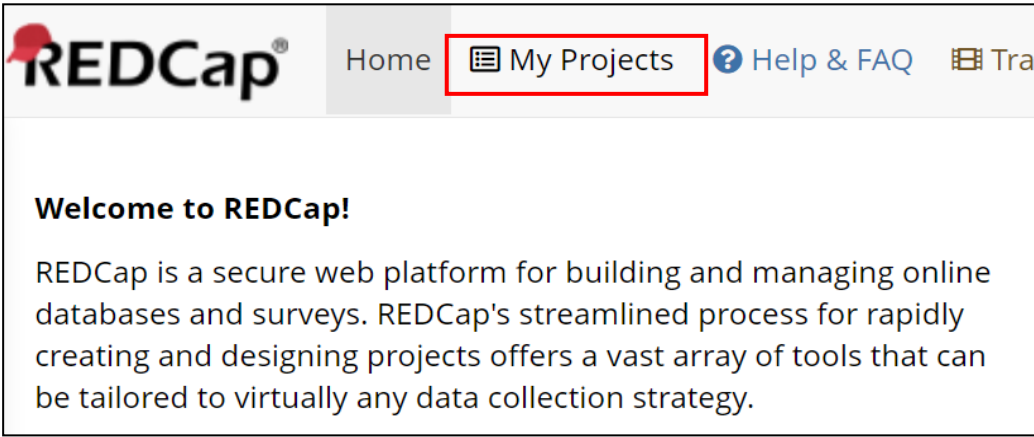 REDCap® Home My Projects ? Help & FAQ Tra
Welcome to REDCap!
REDCap is a secure web platform for building and managing online
databases and surveys. REDCap's streamlined process for rapidly
creating and designing projects offers a vast array of tools that can
be tailored to virtually any data collection strategy.